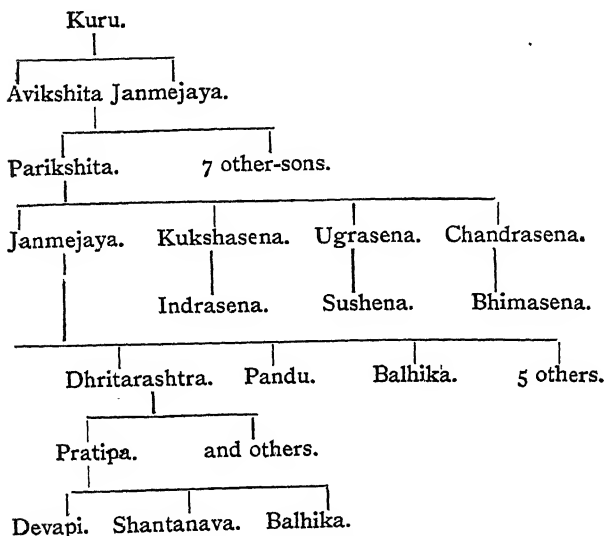 Kuru.
Avikshita Janmejaya.
Parikshita. 7 other-sons.
Janmejaya. Kukshasena. Ugrasena. Chandrasena.
Indrasena. Sushena. Bhimasena.
Dhritarashtra. Pandu. Balhika. 5 others.
Pratipa. and others.
Devapi. Shantanava. Balhika.